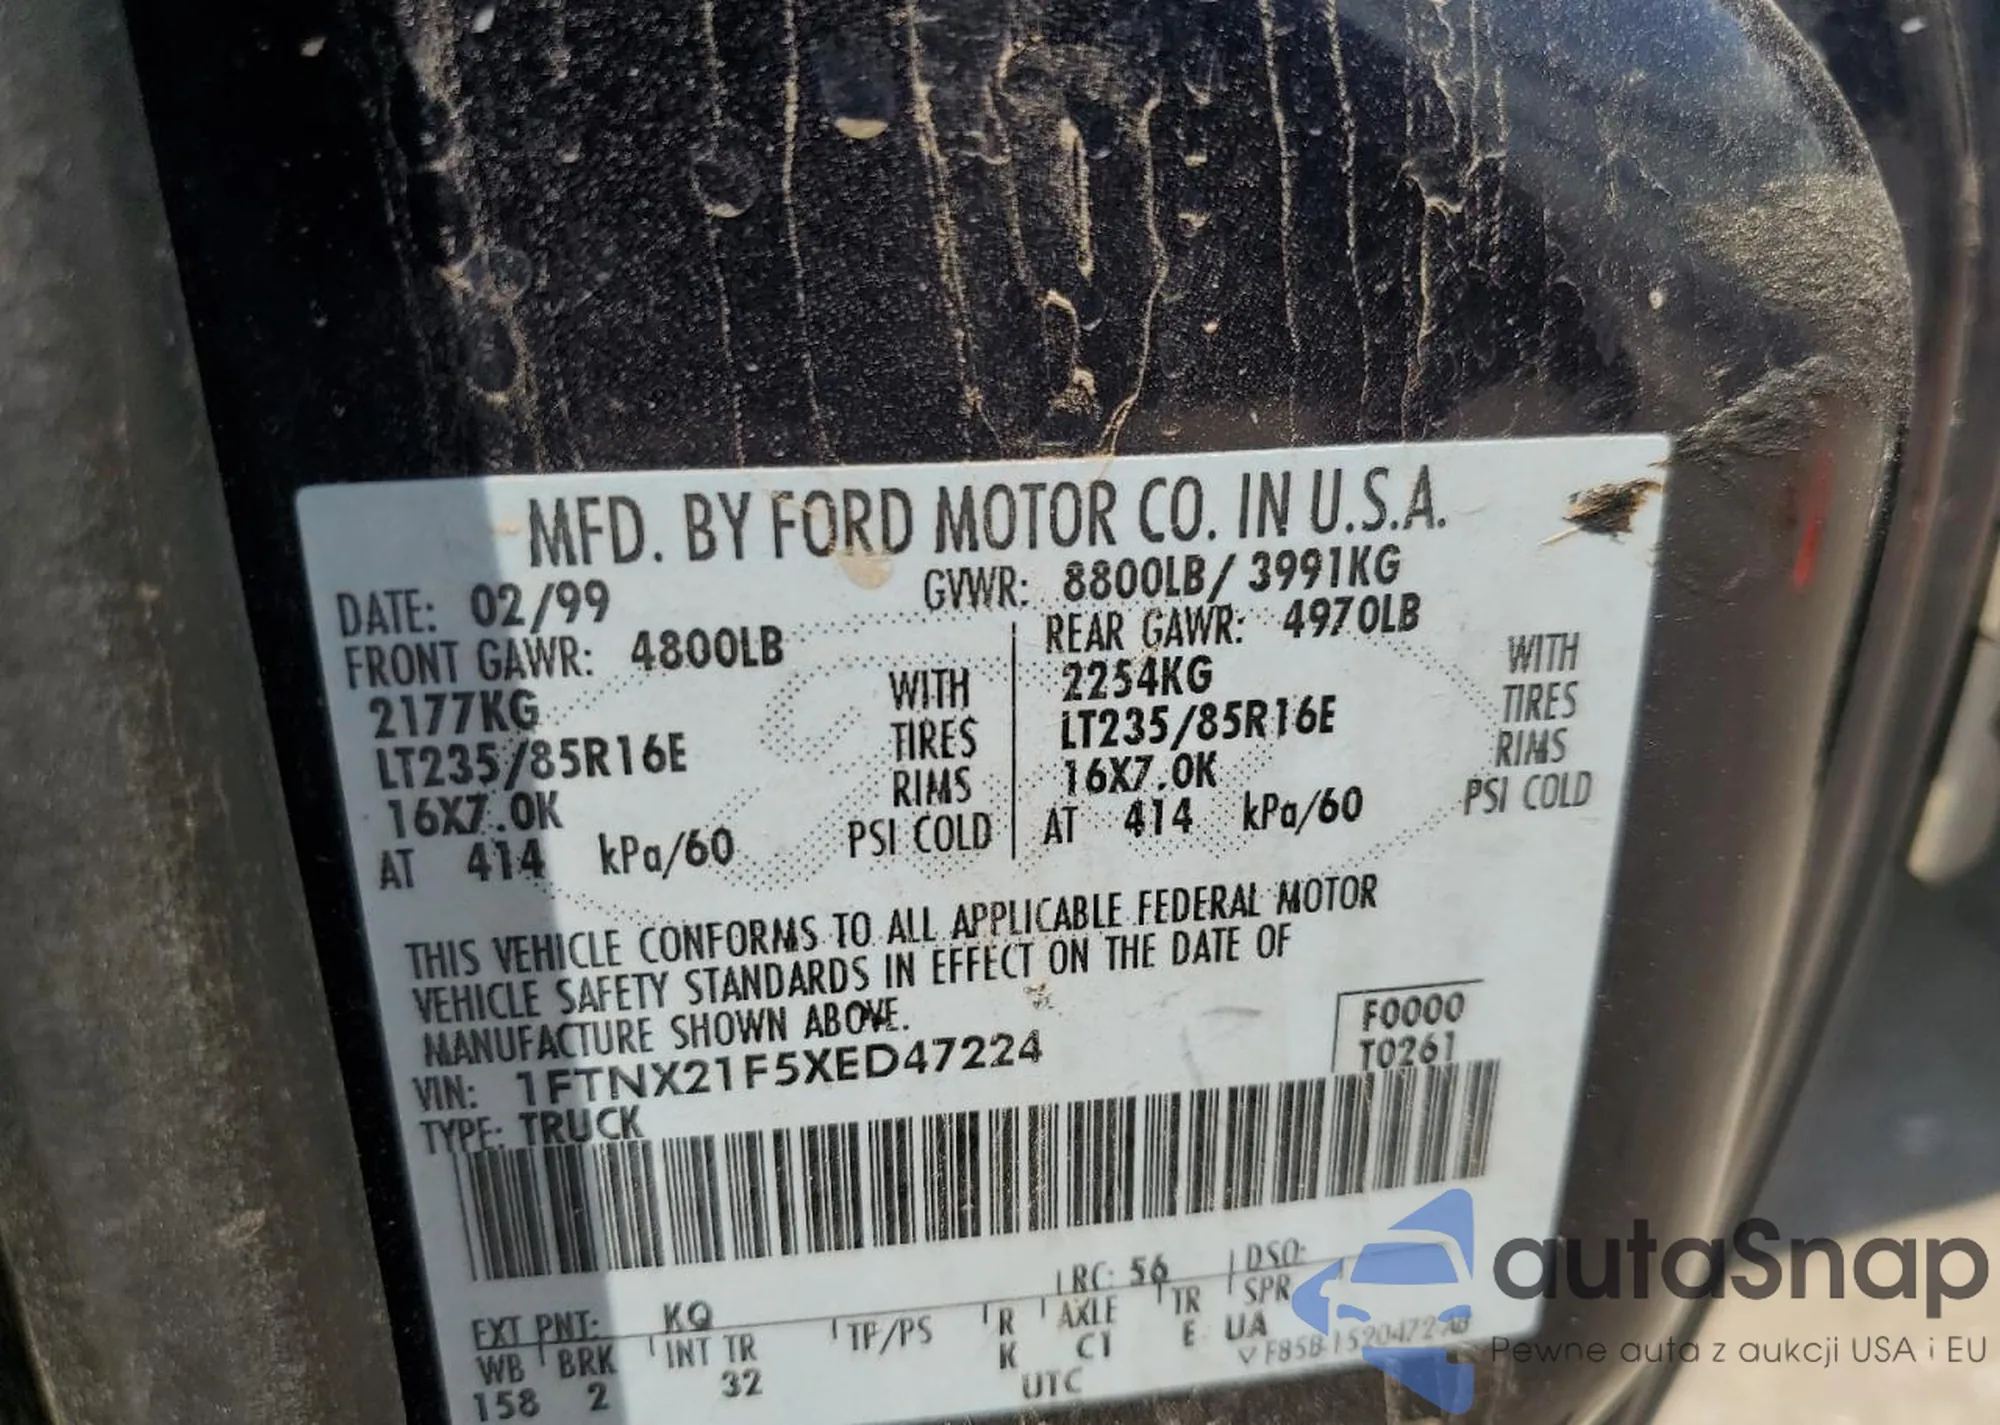 MFD. BY FORD MOTOR CO. IN U.S.A.
DATE: 02/99 GVWR: 8800LB/ 3991KG
FRONT GAWR: 4800LB REAR GAWR: 4970LB
2177KG WITH 2254KG WITH
LT235/85R16E TIRES LT235/85R16E TIRES
16X7.0K RIMS 16X7.0K RIMS
AT 414 kPa/60 PSI COLD AT 414 kPa/60 PSI COLD
THIS VEHICLE CONFORMS TO ALL APPLICABLE FEDERAL MOTOR
VEHICLE SAFETY STANDARDS IN EFFECT ON THE DATE OF
MANUFACTURE SHOWN ABOVE.
F0000
VIN: 1FTNX21F5XED47224 T0261
TYPE: TRUCK
EXT PNT: KQ RC: 56 DSO:
WB BRK INT TR TP/PS R AXLE TR SPR
158 2 32 K C1 E UA
UTC
autaSnap
Pewne auta z aukcji USA i EU